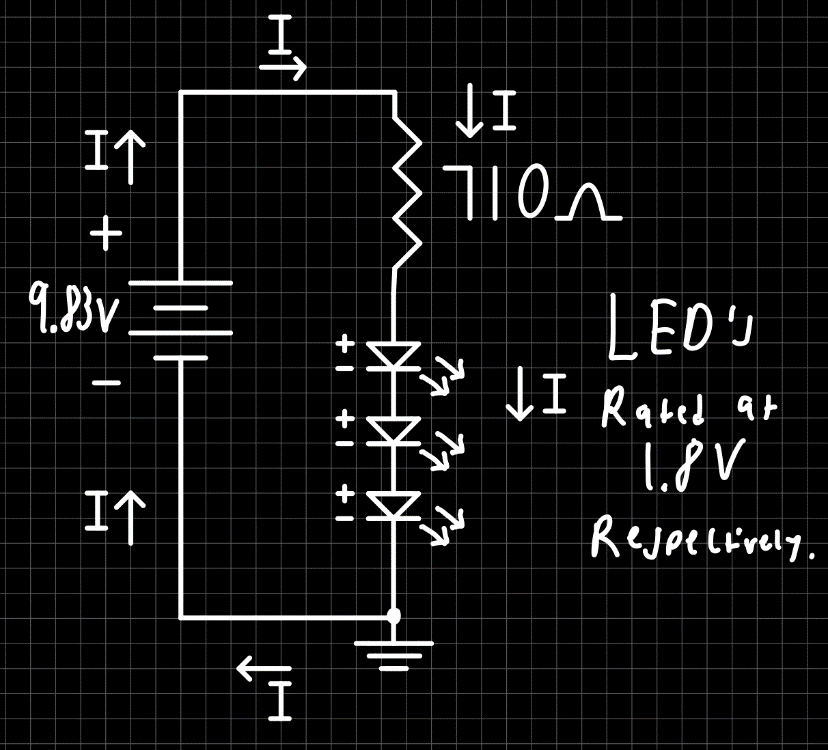 I
I
I
+
710Ω
9.83V
LED's
+
-
-
I
Rated at
+
-
1.8V
I
+
-
Respectively.
I